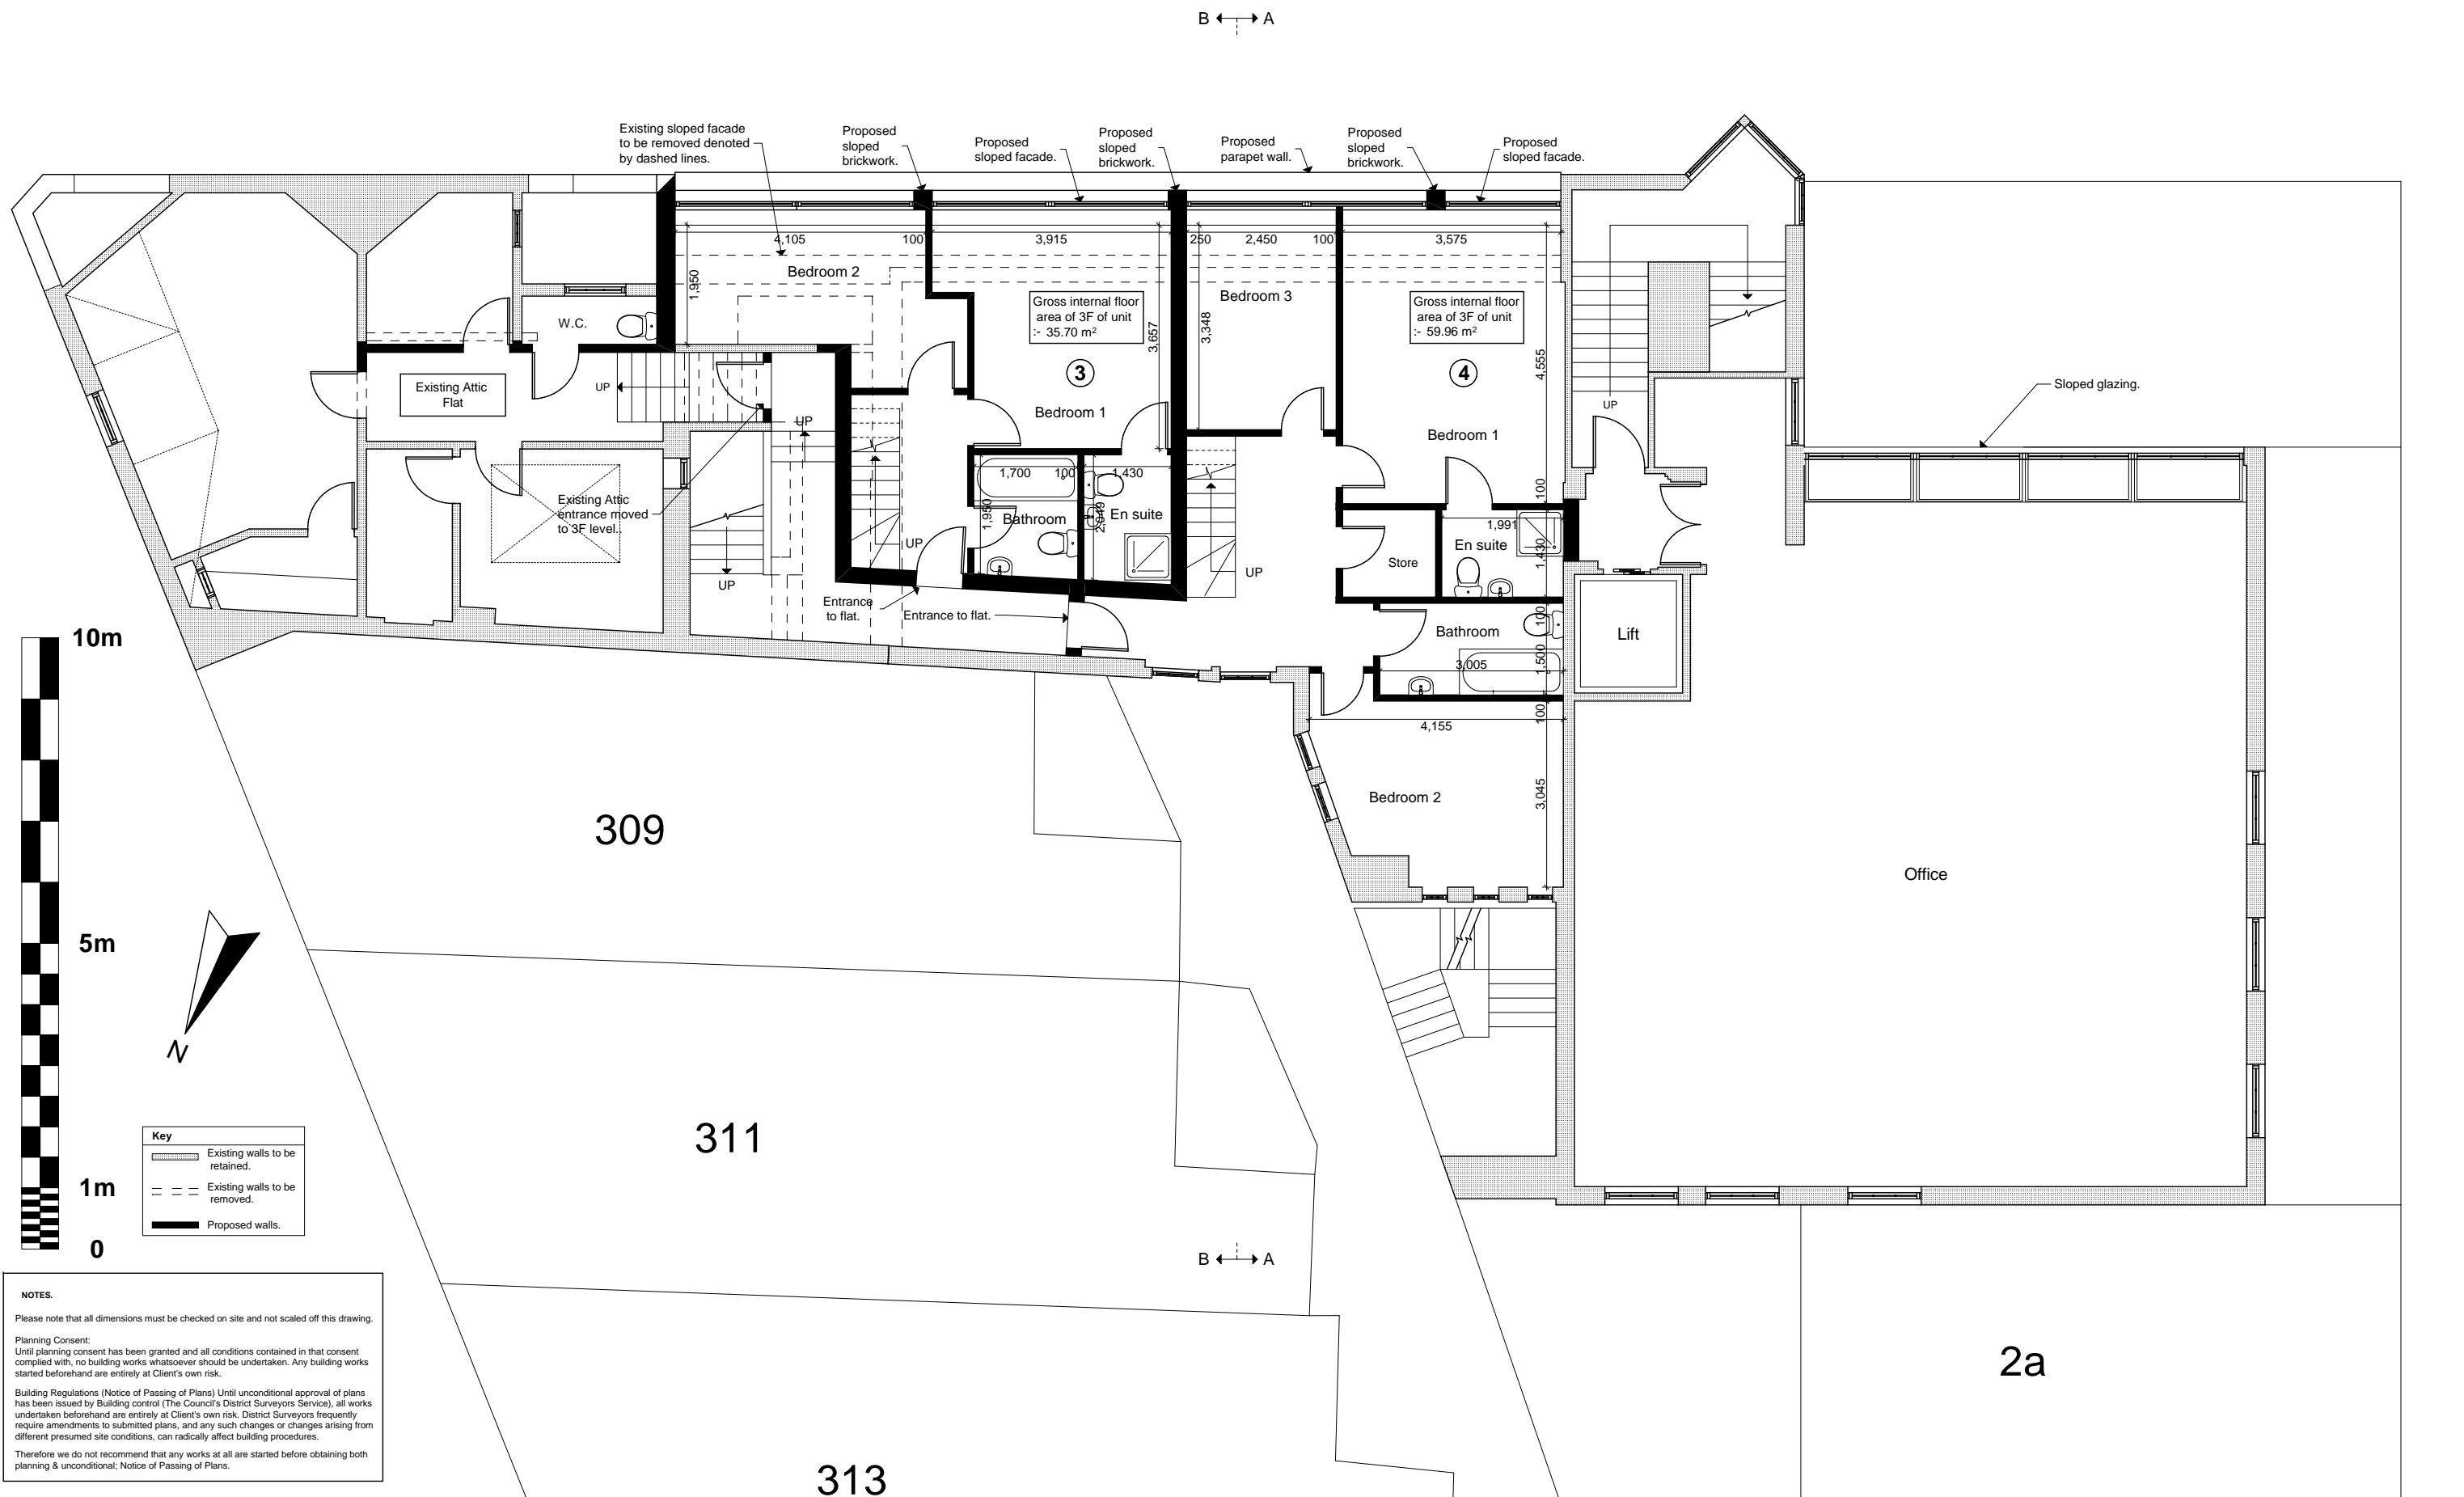 B A
Existing sloped facade
to be removed denoted
by dashed lines.
Proposed
sloped
brickwork.
Proposed
sloped facade.
Proposed
sloped
brickwork.
Proposed
parapet wall.
Proposed
sloped
brickwork.
Proposed
sloped facade.
4,105
100
3,915
250
2,450
100
3,575
1,950
Bedroom 2
Gross internal floor
area of 3F of unit
:- 35.70 m²
3
Bedroom 1
3,657
3,348
Bedroom 3
Gross internal floor
area of 3F of unit
:- 59.96 m²
4
Bedroom 1
4,555
W.C.
UP
Existing Attic
Flat
UP
UP
Sloped glazing.
Existing Attic
entrance moved
to 3F level.
1,700
100
1,430
1,950
Bathroom
2,049
En suite
UP
UP
UP
100
1,991
En suite
1,430
Store
Entrance
to flat.
Entrance to flat.
100
Bathroom
Lift
3,005
1,500
100
4,155
Bedroom 2
3,045
Office
10m
5m
1m
0
N
309
311
313
2a
Key
Existing walls to be
retained.
Existing walls to be
removed.
Proposed walls.
B A
NOTES.
Please note that all dimensions must be checked on site and not scaled off this drawing.
Planning Consent:
Until planning consent has been granted and all conditions contained in that consent
complied with, no building works whatsoever should be undertaken. Any building works
started beforehand are entirely at Client's own risk.
Building Regulations (Notice of Passing of Plans) Until unconditional approval of plans
has been issued by Building control (The Council's District Surveyors Service), all works
undertaken beforehand are entirely at Client's own risk. District Surveyors frequently
require amendments to submitted plans, and any such changes or changes arising from
different presumed site conditions, can radically affect building procedures.
Therefore we do not recommend that any works at all are started before obtaining both
planning & unconditional; Notice of Passing of Plans.